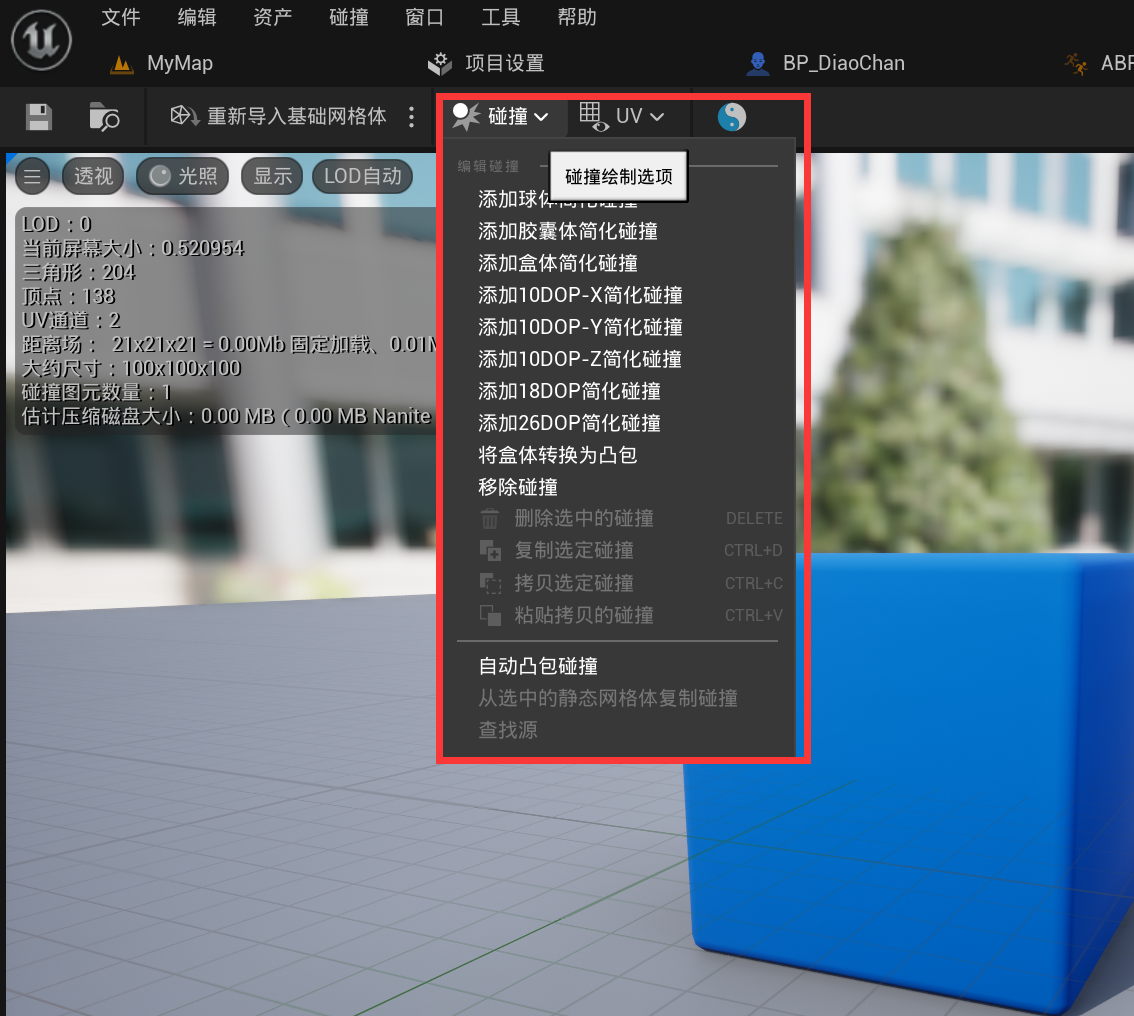 文件 编辑 资产 碰撞 窗口 工具 帮助
MyMap 项目设置 BP_DiaoChan
重新导入基础网格体 碰撞 UV
透视 光照 显示 LOD自动
LOD：0
当前屏幕大小：0.520954
三角形：204
顶点：138
UV通道：2
距离场： 21x21x21 = 0.00Mb 固定加载、
大约尺寸：100x100x100
碰撞图元数量：1
估计压缩磁盘大小：0.00 MB（0.00 MB Nanite
编辑碰撞
碰撞绘制选项
添加球体简化碰撞
添加胶囊体简化碰撞
添加盒体简化碰撞
添加10DOP-X简化碰撞
添加10DOP-Y简化碰撞
添加10DOP-Z简化碰撞
添加18DOP简化碰撞
添加26DOP简化碰撞
将盒体转换为凸包
移除碰撞
删除选中的碰撞 DELETE
复制选定碰撞 CTRL+D
拷贝选定碰撞 CTRL+C
粘贴拷贝的碰撞 CTRL+V
自动凸包碰撞
从选中的静态网格体复制碰撞
查找源